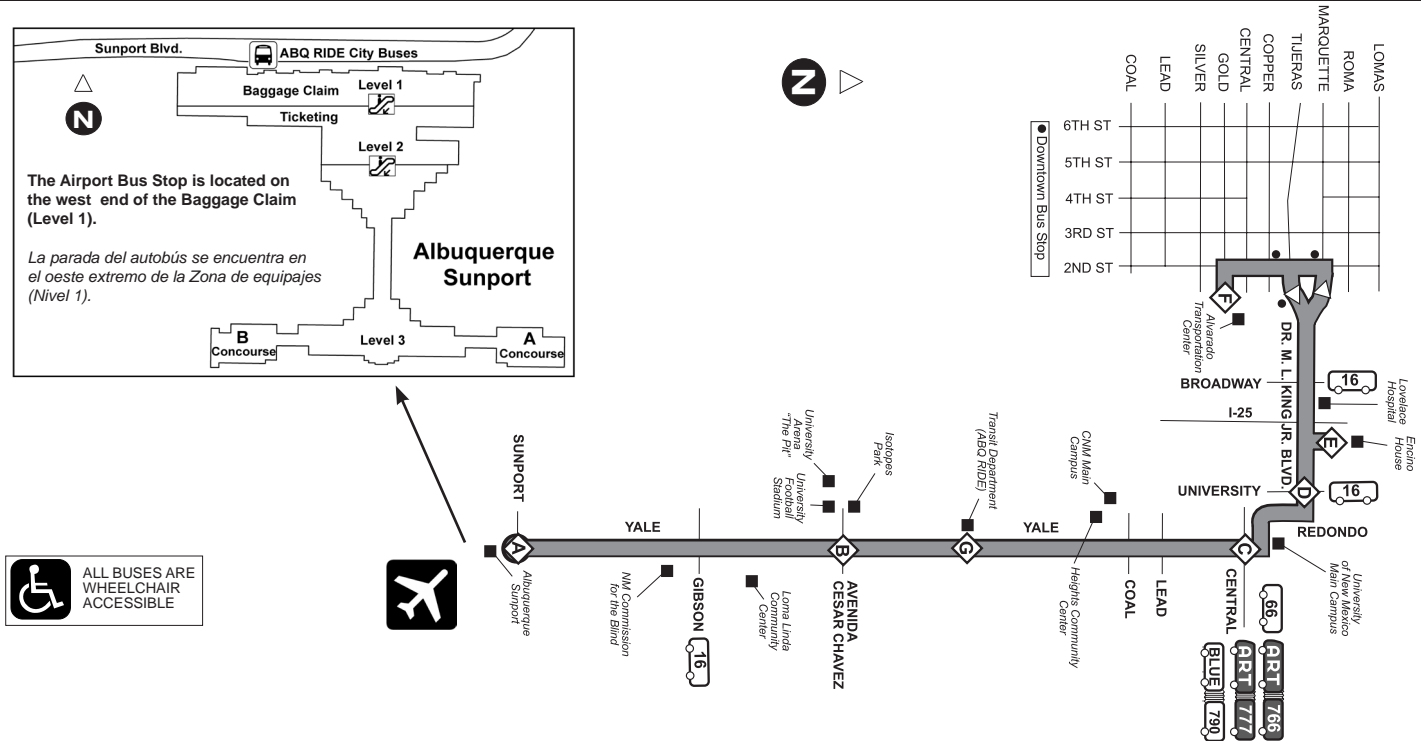 Sunport Blvd.
ABQ RIDE City Buses
N
Baggage Claim
Level 1
Ticketing
Level 2
The Airport Bus Stop is located on
the west  end of the Baggage Claim
(Level 1).
La parada del autobús se encuentra en
el oeste extremo de la Zona de equipajes
(Nivel 1).
Albuquerque
Sunport
B
Concourse
Level 3
A
Concourse
ALL BUSES ARE
WHEELCHAIR
ACCESSIBLE
N
COAL
LEAD
SILVER
GOLD
CENTRAL
COPPER
TIJERAS
MARQUETTE
ROMA
LOMAS
6TH ST
5TH ST
4TH ST
3RD ST
2ND ST
Downtown Bus Stop
F
Alvarado
Transportation
Center
DR. M. L. KING JR. BLVD.
BROADWAY
16
Lovelace
Hospital
I-25
E
Encino
House
UNIVERSITY
D
16
REDONDO
SUNPORT
A
Albuquerque
Sunport
YALE
NM Commission
for the Blind
GIBSON
16
Loma Linda
Community
Center
University
Arena
"The Pit"
University
Football
Stadium
Isotopes
Park
B
AVENIDA
CESAR CHAVEZ
Transit Department
(ABQ RIDE)
G
YALE
CNM Main
Campus
Heights Community
Center
COAL
LEAD
C
CENTRAL
University
of New Mexico
Main Campus
66
ART 766
ART 777
BLUE 790